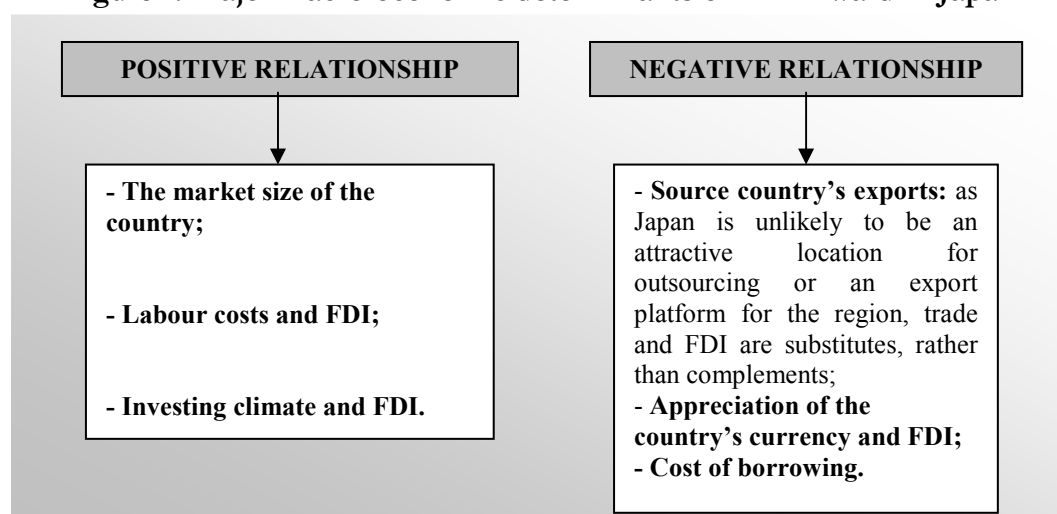 POSITIVE RELATIONSHIP
- The market size of the
country;
- Labour costs and FDI;
- Investing climate and FDI.
NEGATIVE RELATIONSHIP
- Source country’s exports: as
Japan is unlikely to be an
attractive location for
outsourcing or an export
platform for the region, trade
and FDI are substitutes, rather
than complements;
- Appreciation of the
country’s currency and FDI;
- Cost of borrowing.